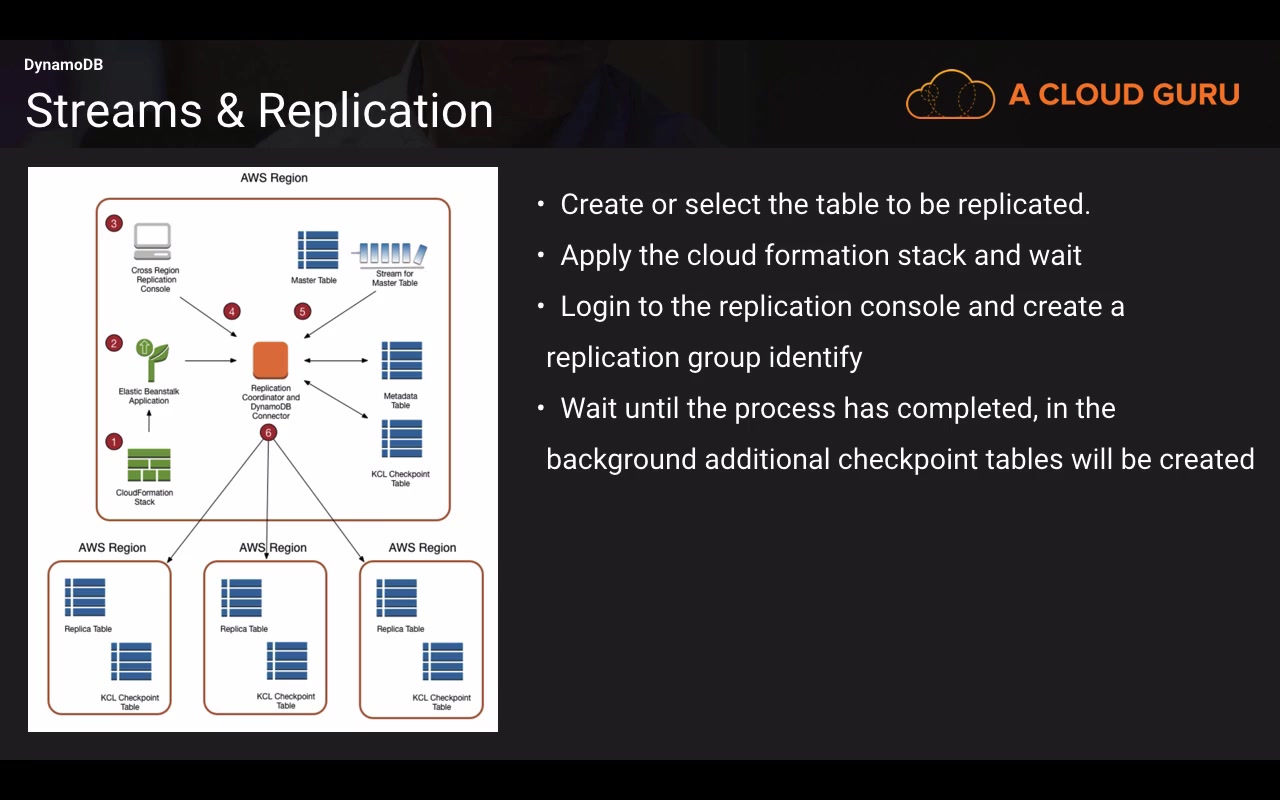 DynamoDB
Streams & Replication
A CLOUD GURU
AWS Region
3
Cross Region
Replication
Console
Master Table
Stream for
Master Table
4
5
2
Elastic Beanstalk
Application
Replication
Coordinator and
DynamoDB
Connector
Metadata
Table
6
1
CloudFormation
Stack
KCL Checkpoint
Table
AWS Region
AWS Region
AWS Region
Replica Table
Replica Table
Replica Table
KCL Checkpoint
Table
KCL Checkpoint
Table
KCL Checkpoint
Table
• Create or select the table to be replicated.
• Apply the cloud formation stack and wait
• Login to the replication console and create a
replication group identify
• Wait until the process has completed, in the
background additional checkpoint tables will be created